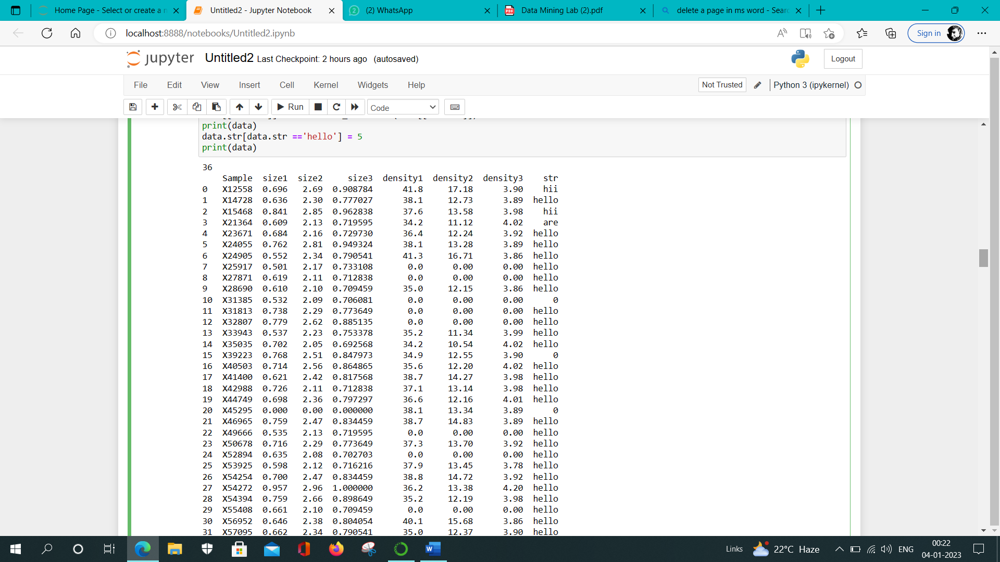 Home Page - Select or create a n
Untitled2 - Jupyter Notebook
(2) WhatsApp
Data Mining Lab (2).pdf
delete a page in ms word - Searc
localhost:8888/notebooks/Untitled2.ipynb
Sign in
jupyter Untitled2 Last Checkpoint: 2 hours ago (autosaved)
Logout
File Edit View Insert Cell Kernel Widgets Help
Not Trusted Python 3 (ipykernel)
Run Code
print(data)
data.str[data.str =='hello'] = 5
print(data)
36
Sample size1 size2 size3 density1 density2 density3 str
0 X12558 0.696 2.69 0.908784 41.8 17.18 3.90 hii
1 X14728 0.636 2.30 0.777027 38.1 12.73 3.89 hello
2 X15468 0.841 2.85 0.962838 37.6 13.58 3.98 hii
3 X21364 0.609 2.13 0.719595 34.2 11.12 4.02 are
4 X23671 0.684 2.16 0.729730 36.4 12.24 3.92 hello
5 X24055 0.762 2.81 0.949324 38.1 13.28 3.89 hello
6 X24905 0.552 2.34 0.790541 41.3 16.71 3.86 hello
7 X25917 0.501 2.17 0.733108 0.0 0.00 0.00 hello
8 X27871 0.619 2.11 0.712838 0.0 0.00 0.00 hello
9 X28690 0.610 2.10 0.709459 35.0 12.15 3.86 hello
10 X31385 0.532 2.09 0.706081 0.0 0.00 0.00 0
11 X31813 0.738 2.29 0.773649 0.0 0.00 0.00 hello
12 X32807 0.779 2.62 0.885135 0.0 0.00 0.00 hello
13 X33943 0.537 2.23 0.753378 35.2 11.34 3.99 hello
14 X35035 0.702 2.05 0.692568 34.2 10.54 4.02 hello
15 X39223 0.768 2.51 0.847973 34.9 12.55 3.90 0
16 X40503 0.714 2.56 0.864865 35.6 12.20 4.02 hello
17 X41400 0.621 2.42 0.817568 38.7 14.27 3.98 hello
18 X42988 0.726 2.11 0.712838 37.1 13.14 3.98 hello
19 X44749 0.698 2.36 0.797297 36.6 12.16 4.01 hello
20 X45295 0.000 0.00 0.000000 38.1 13.34 3.89 0
21 X46965 0.759 2.47 0.834459 38.7 14.83 3.89 hello
22 X49666 0.535 2.13 0.719595 0.0 0.00 0.00 hello
23 X50678 0.716 2.29 0.773649 37.3 13.70 3.92 hello
24 X52894 0.635 2.08 0.702703 0.0 0.00 0.00 hello
25 X53925 0.598 2.12 0.716216 37.9 13.45 3.78 hello
26 X54254 0.700 2.47 0.834459 38.8 14.72 3.92 hello
27 X54272 0.957 2.96 1.000000 36.2 13.38 4.20 hello
28 X54394 0.759 2.66 0.898649 35.2 12.19 3.98 hello
29 X55408 0.661 2.10 0.709459 0.0 0.00 0.00 hello
30 X56952 0.646 2.38 0.804054 40.1 15.68 3.86 hello
31 X57095 0.662 2.34 0.790541 35.0 12.37 3.90 hello
Links 22°C Haze ENG
00:22
04-01-2023